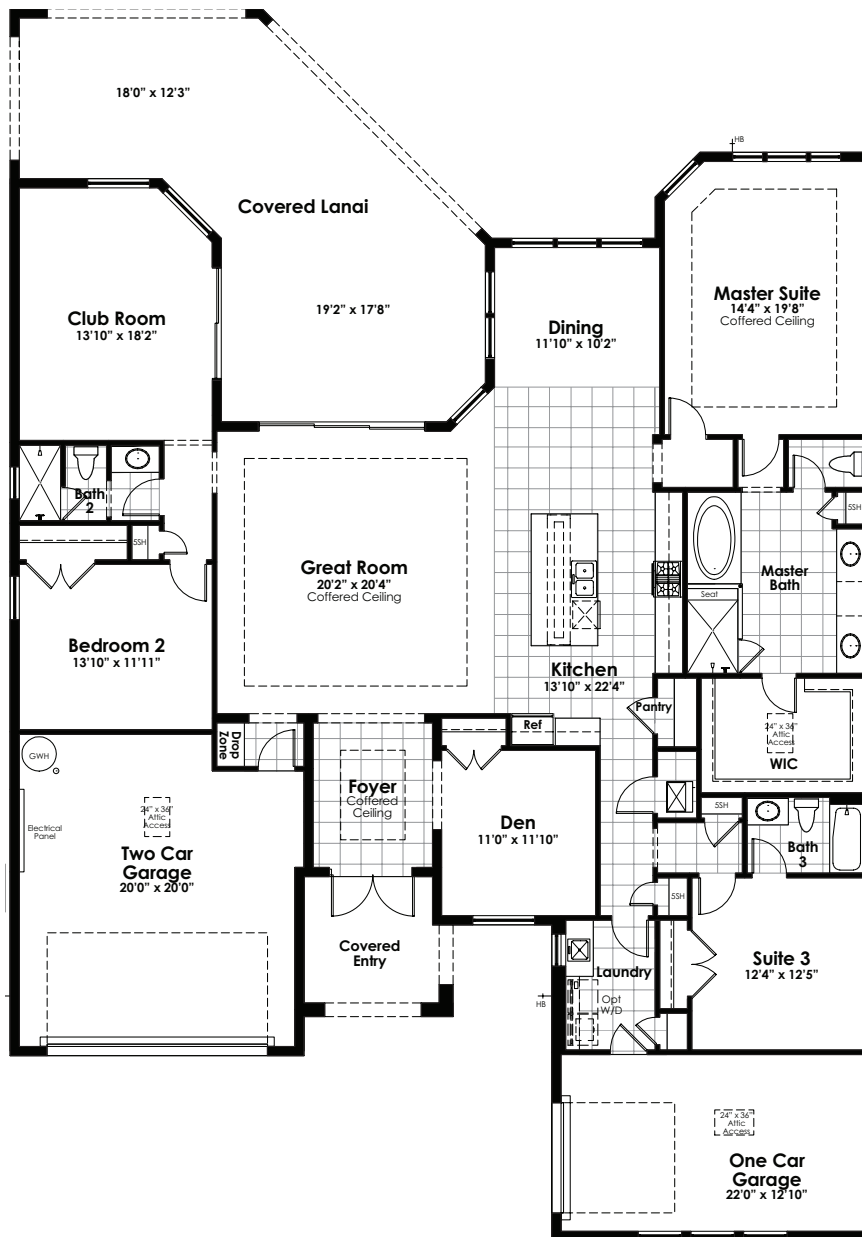 18'0" x 12'3"
HB
Covered Lanai
Master Suite
14'4" x 19'8"
Coffered Ceiling
19'2" x 17'8"
Club Room
13'10" x 18'2"
Dining
11'10" x 10'2"
Bath
2
5SH
5SH
Great Room
20'2" x 20'4"
Coffered Ceiling
Master
Bath
Seat
Bedroom 2
13'10" x 11'11"
Kitchen
13'10" x 22'4"
Pantry
Ref
Drop
Zone
24" x 36"
Attic
Access
WIC
GWH
Foyer
Coffered
Ceiling
Electrical
Panel
24" x 36"
Attic
Access
Two Car
Garage
20'0" x 20'0"
Den
11'0" x 11'10"
5SH
Bath
3
5SH
Covered
Entry
Laundry
Opt
W/D
Suite 3
12'4" x 12'5"
HB
24" x 36"
Attic
Access
One Car
Garage
22'0" x 12'10"